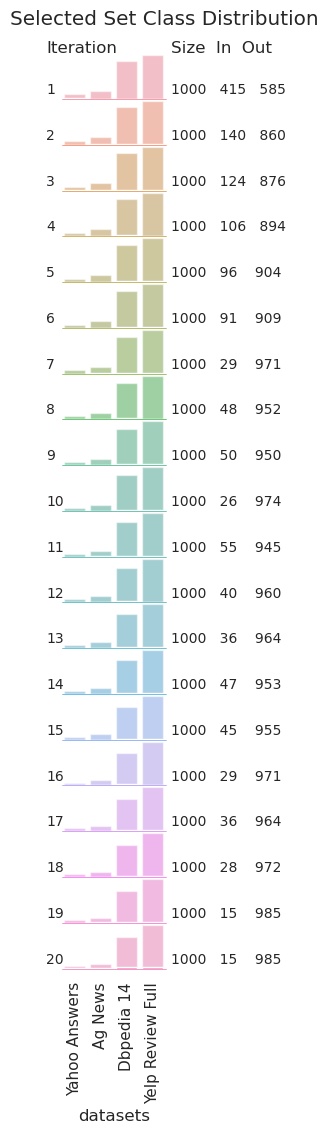 Selected Set Class Distribution
Iteration Size In Out
1 1000 415 585
2 1000 140 860
3 1000 124 876
4 1000 106 894
5 1000 96 904
6 1000 91 909
7 1000 29 971
8 1000 48 952
9 1000 50 950
10 1000 26 974
11 1000 55 945
12 1000 40 960
13 1000 36 964
14 1000 47 953
15 1000 45 955
16 1000 29 971
17 1000 36 964
18 1000 28 972
19 1000 15 985
20 1000 15 985
Yahoo Answers
Ag News
Dbpedia 14
Yelp Review Full
datasets